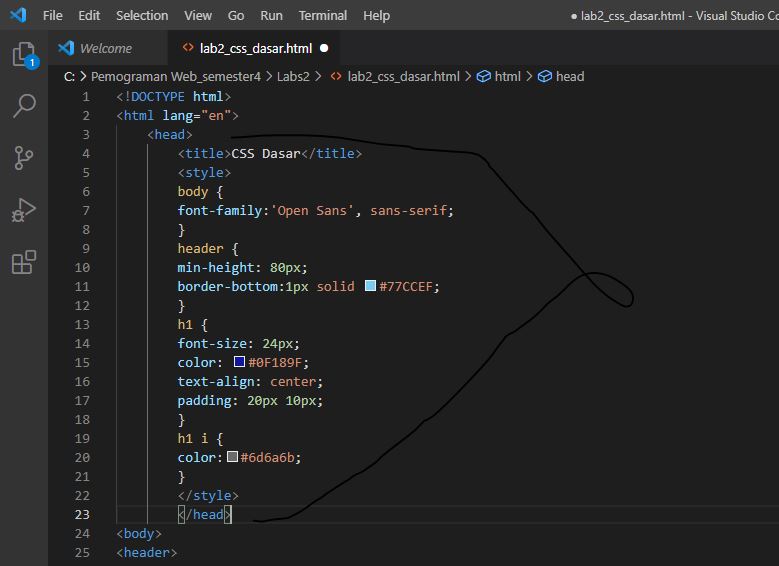 File Edit Selection View Go Run Terminal Help ● lab2_css_dasar.html - Visual Studio Co
Welcome <> lab2_css_dasar.html ●
C: > Pemograman Web_semester4 > Labs2 > <> lab2_css_dasar.html > html > head
1 <!DOCTYPE html>
2 <html lang="en">
3 <head>
4 <title>CSS Dasar</title>
5 <style>
6 body {
7 font-family:'Open Sans', sans-serif;
8 }
9 header {
10 min-height: 80px;
11 border-bottom:1px solid #77CCEF;
12 }
13 h1 {
14 font-size: 24px;
15 color: #0F189F;
16 text-align: center;
17 padding: 20px 10px;
18 }
19 h1 i {
20 color:#6d6a6b;
21 }
22 </style>
23 </head>
24 <body>
25 <header>
1